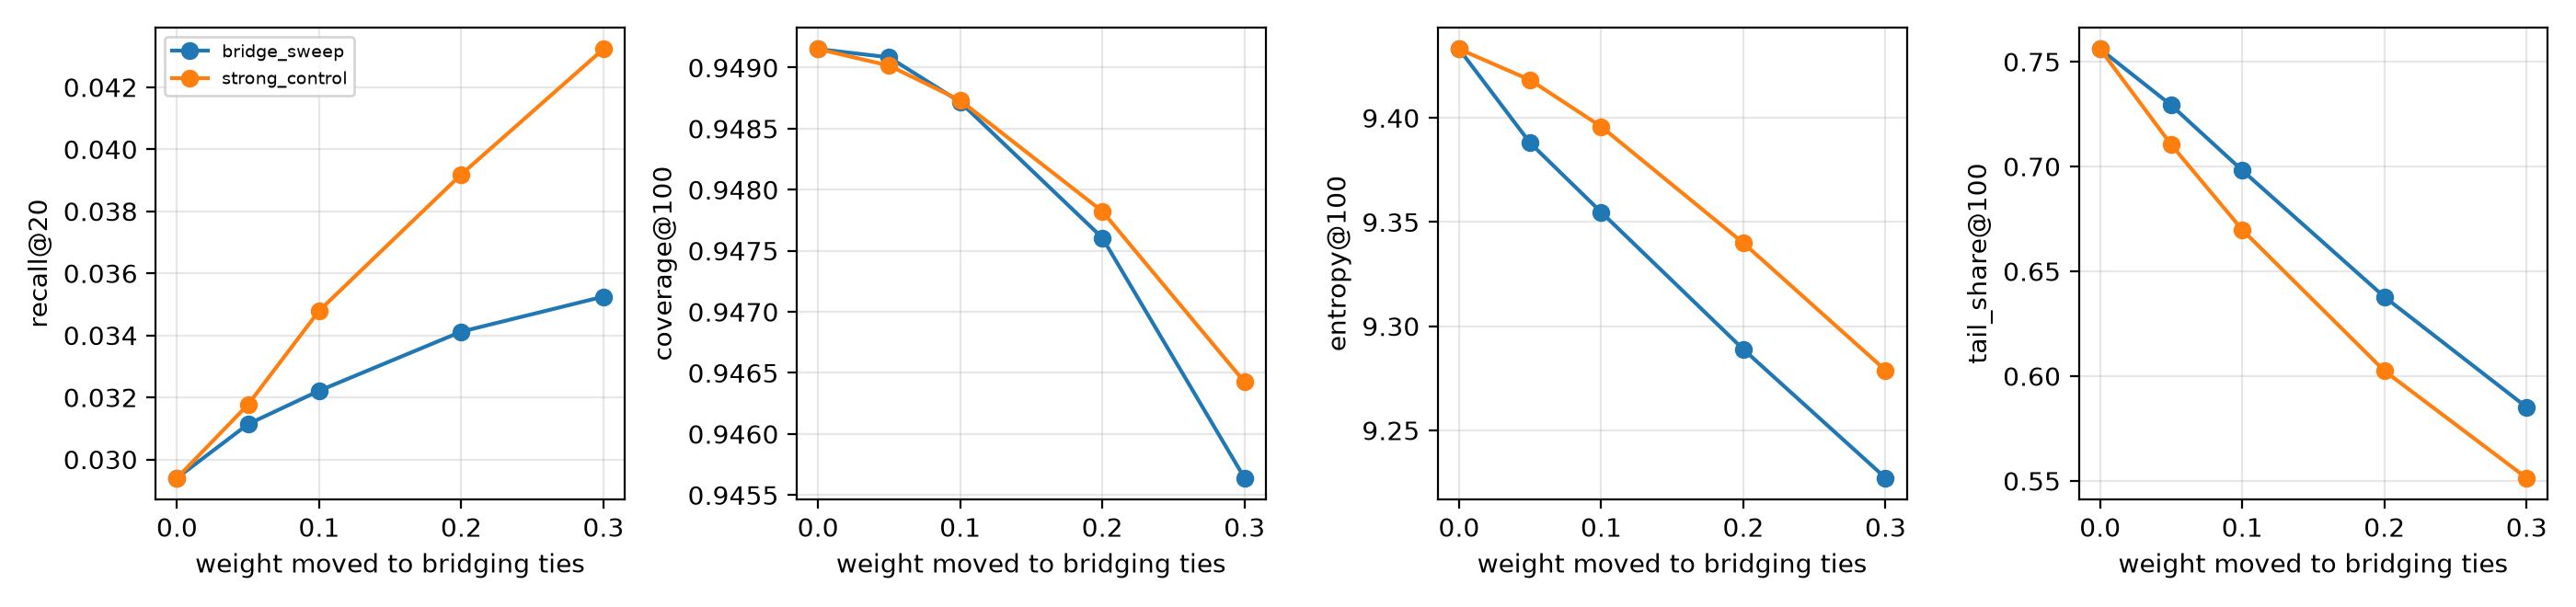 bridge_sweep
strong_control
recall@20
0.042
0.040
0.038
0.036
0.034
0.032
0.030
0.0 0.1 0.2 0.3
weight moved to bridging ties
coverage@100
0.9490
0.9485
0.9480
0.9475
0.9470
0.9465
0.9460
0.9455
0.0 0.1 0.2 0.3
weight moved to bridging ties
entropy@100
9.40
9.35
9.30
9.25
0.0 0.1 0.2 0.3
weight moved to bridging ties
tail_share@100
0.75
0.70
0.65
0.60
0.55
0.0 0.1 0.2 0.3
weight moved to bridging ties